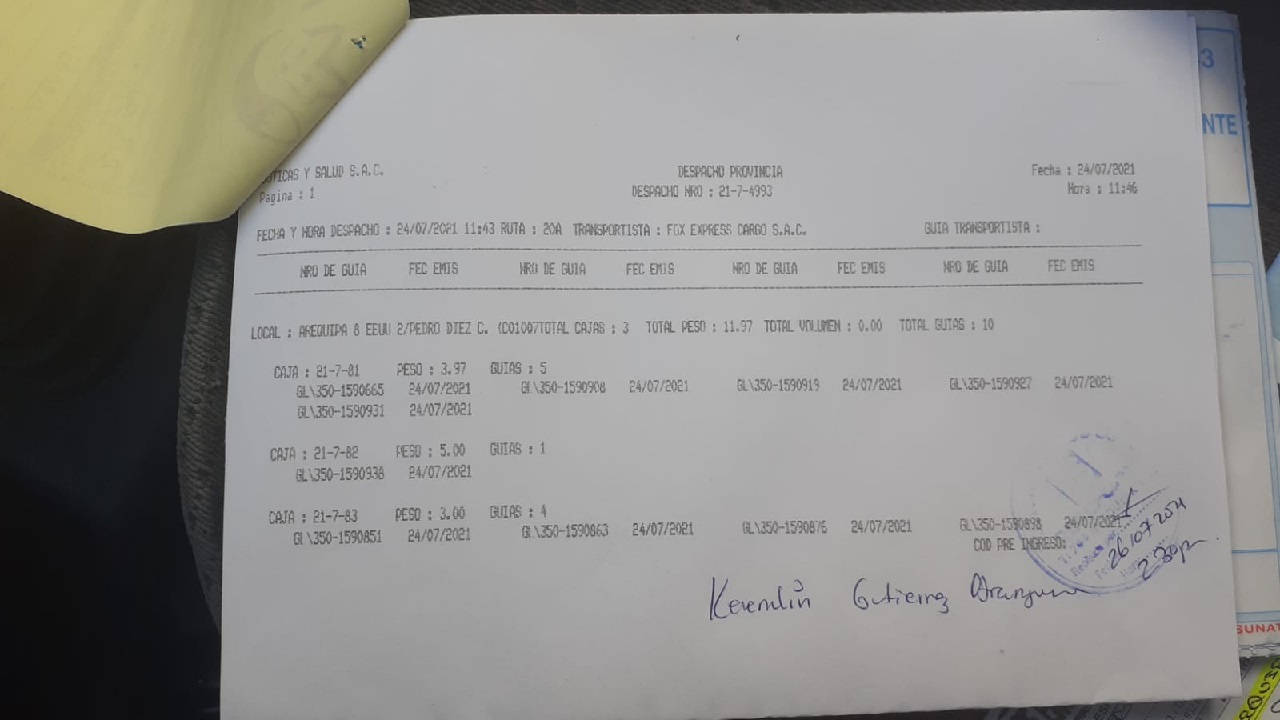 TICAS Y SALUD S.A.C. DESPACHO PROVINCIA Fecha : 24/07/2021
Pagina : 1 DESPACHO NRO : 21-7-4993 Hora : 11:46
FECHA Y HORA DESPACHO : 24/07/2021 11:43 RUTA : 20A TRANSPORTISTA : FOX EXPRESS CARGO S.A.C. GUIA TRANSPORTISTA :
NRO DE GUIA FEC EMIS NRO DE GUIA FEC EMIS NRO DE GUIA FEC EMIS NRO DE GUIA FEC EMIS
LOCAL : AREQUIPA 8 EEUU 2/PEDRO DIEZ C. (C01007TOTAL CAJAS : 3 TOTAL PESO : 11.97 TOTAL VOLUMEN : 0.00 TOTAL GUIAS : 10
CAJA : 21-7-81 PESO : 3.97 GUIAS : 5
GL\350-1590665 24/07/2021 GL\350-1590908 24/07/2021 GL\350-1590919 24/07/2021 GL\350-1590927 24/07/2021
GL\350-1590931 24/07/2021
CAJA : 21-7-82 PESO : 5.00 GUIAS : 1
GL\350-1590938 24/07/2021
CAJA : 21-7-83 PESO : 3.00 GUIAS : 4
GL\350-1590851 24/07/2021 GL\350-1590863 24/07/2021 GL\350-1590876 24/07/2021 GL\350-1590898 24/07/2021
COD PRE INGRESO:
26/07/2021
2:30pm
Kevemlin Gutierrez
3
NTE
SUNAT